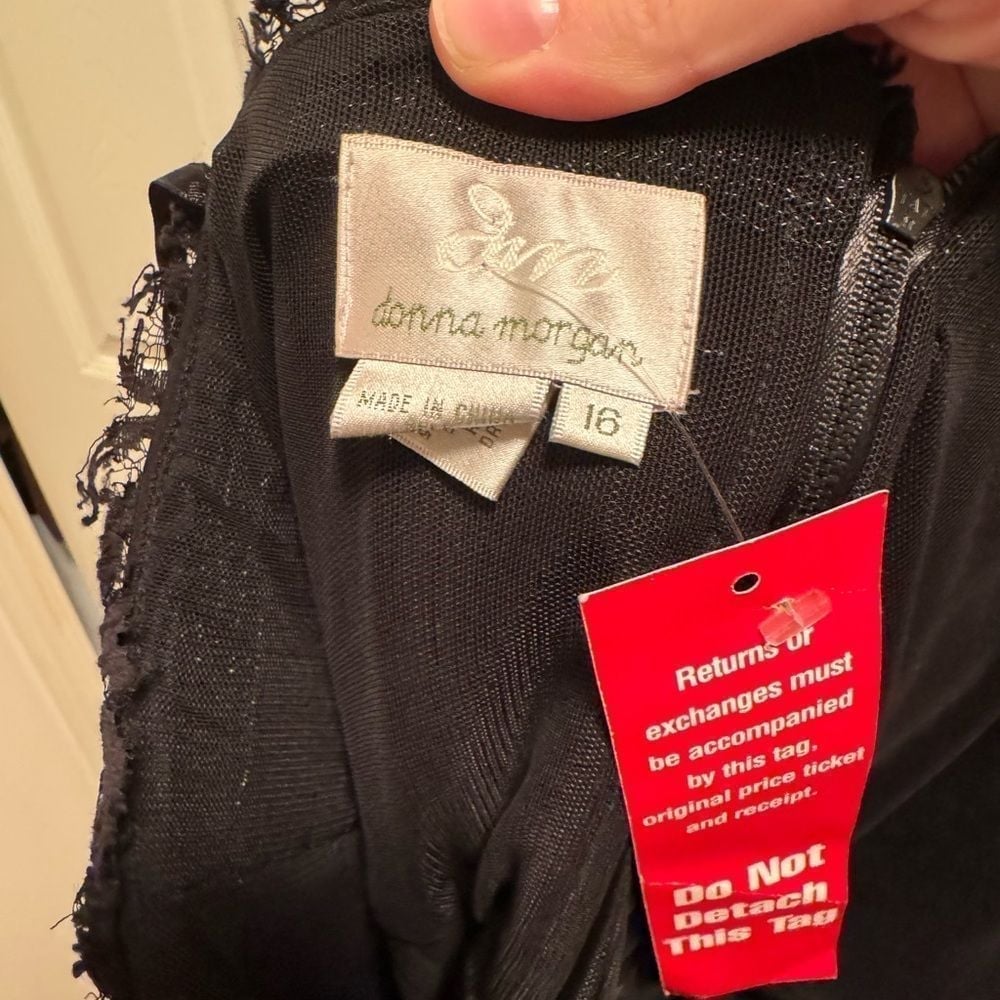 donna morgan
MADE IN CHINA
16
Returns or
exchanges must
be accompanied
by this tag,
original price ticket
and receipt.
Do Not
Detach
This Tag